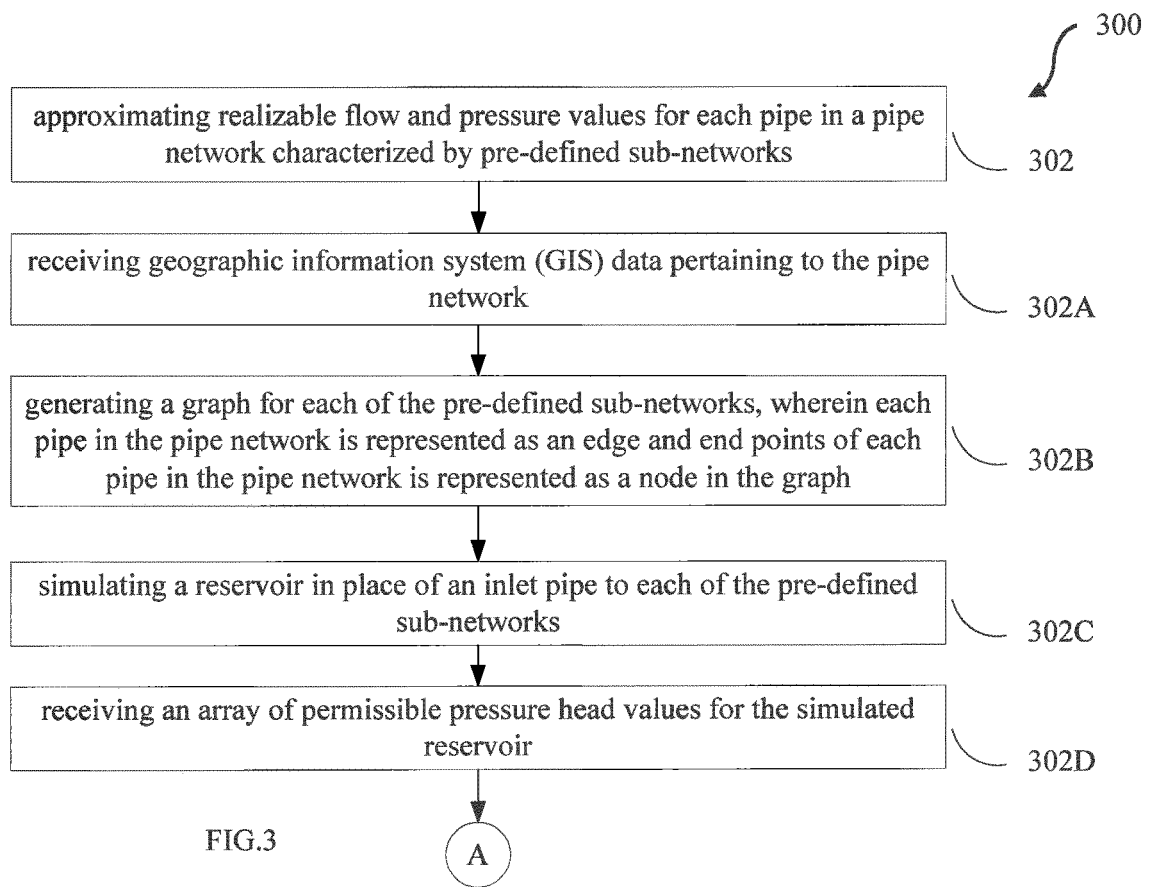 300
approximating realizable flow and pressure values for each pipe in a pipe
network characterized by pre-defined sub-networks
302
receiving geographic information system (GIS) data pertaining to the pipe
network
302A
generating a graph for each of the pre-defined sub-networks, wherein each
pipe in the pipe network is represented as an edge and end points of each
pipe in the pipe network is represented as a node in the graph
302B
simulating a reservoir in place of an inlet pipe to each of the pre-defined
sub-networks
302C
receiving an array of permissible pressure head values for the simulated
reservoir
302D
FIG.3
A